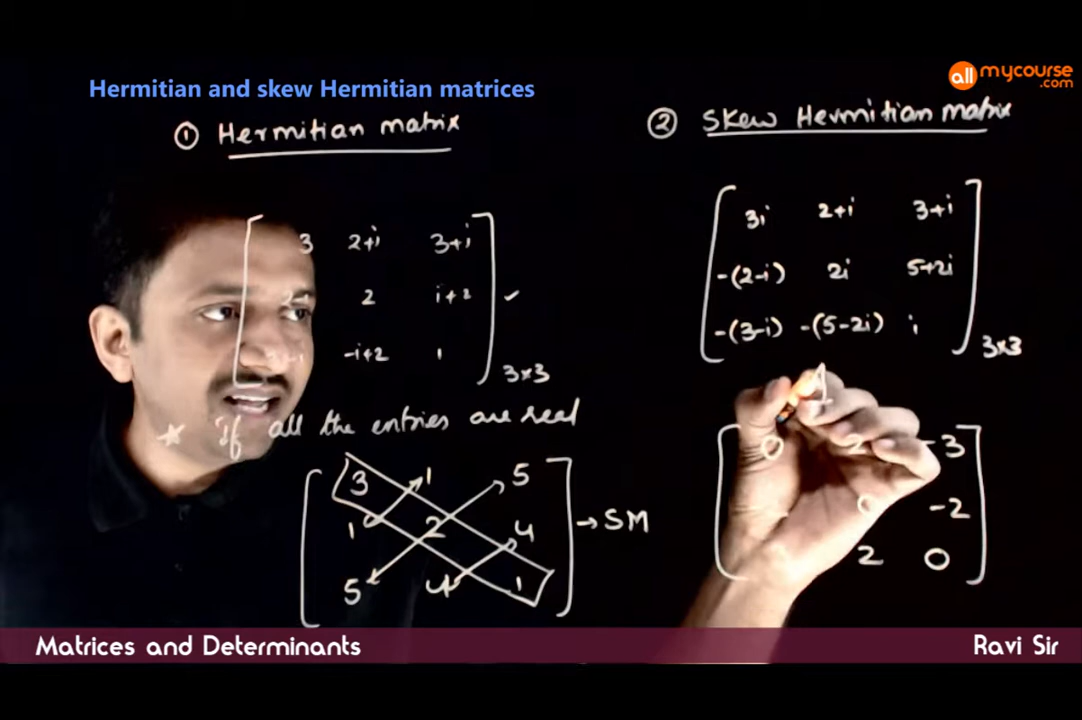 all mycourse .com
Hermitian and skew Hermitian matrices
① Hermitian matrix
3 2+i 3+i
2 i+2 ✓
-i+2 1
3×3
* if all the entries are real
3 1 5
1 2 4 → SM
5 4 1
② Skew Hermitian matrix
3i 2+i 3+i
-(2-i) 2i 5+2i
-(3-i) -(5-2i) i
3×3
0 -3
-2
2 0
Matrices and Determinants
Ravi Sir